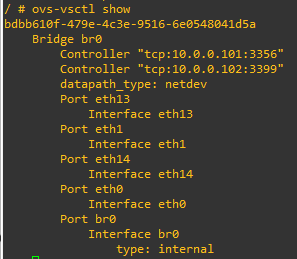 / # ovs-vsctl show
bdbb610f-479e-4c3e-9516-6e0548041d5a
    Bridge br0
        Controller "tcp:10.0.0.101:3356"
        Controller "tcp:10.0.0.102:3399"
        datapath_type: netdev
        Port eth13
            Interface eth13
        Port eth1
            Interface eth1
        Port eth14
            Interface eth14
        Port eth0
            Interface eth0
        Port br0
            Interface br0
                type: internal